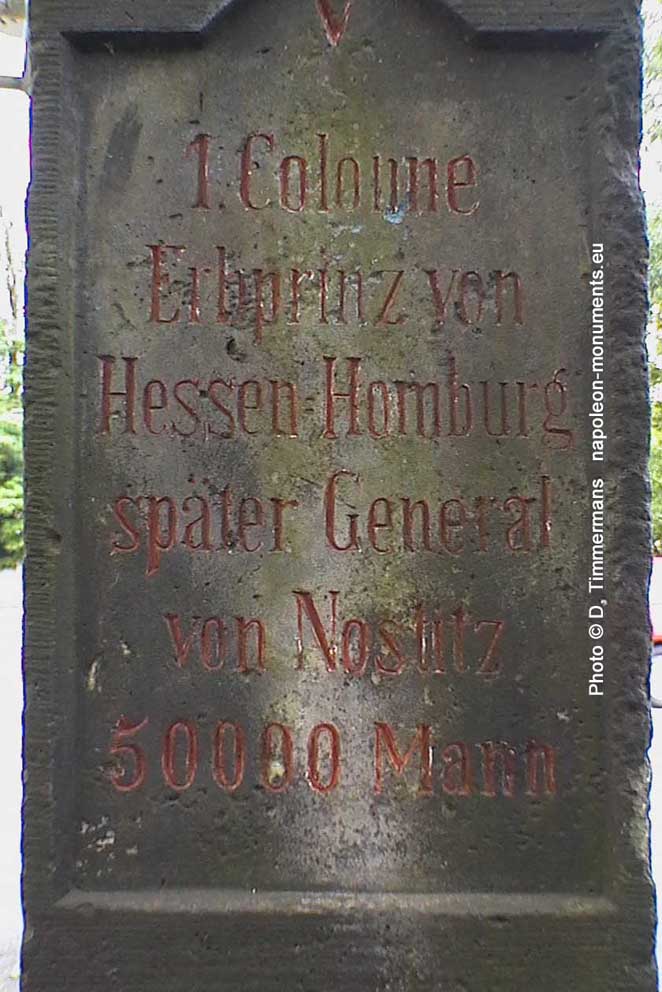 V
1. Colonne
Erbprinz von
Hessen-Homburg
später General
von Nostitz
50000 Mann
Photo © D, Timmermans napoleon-monuments.eu